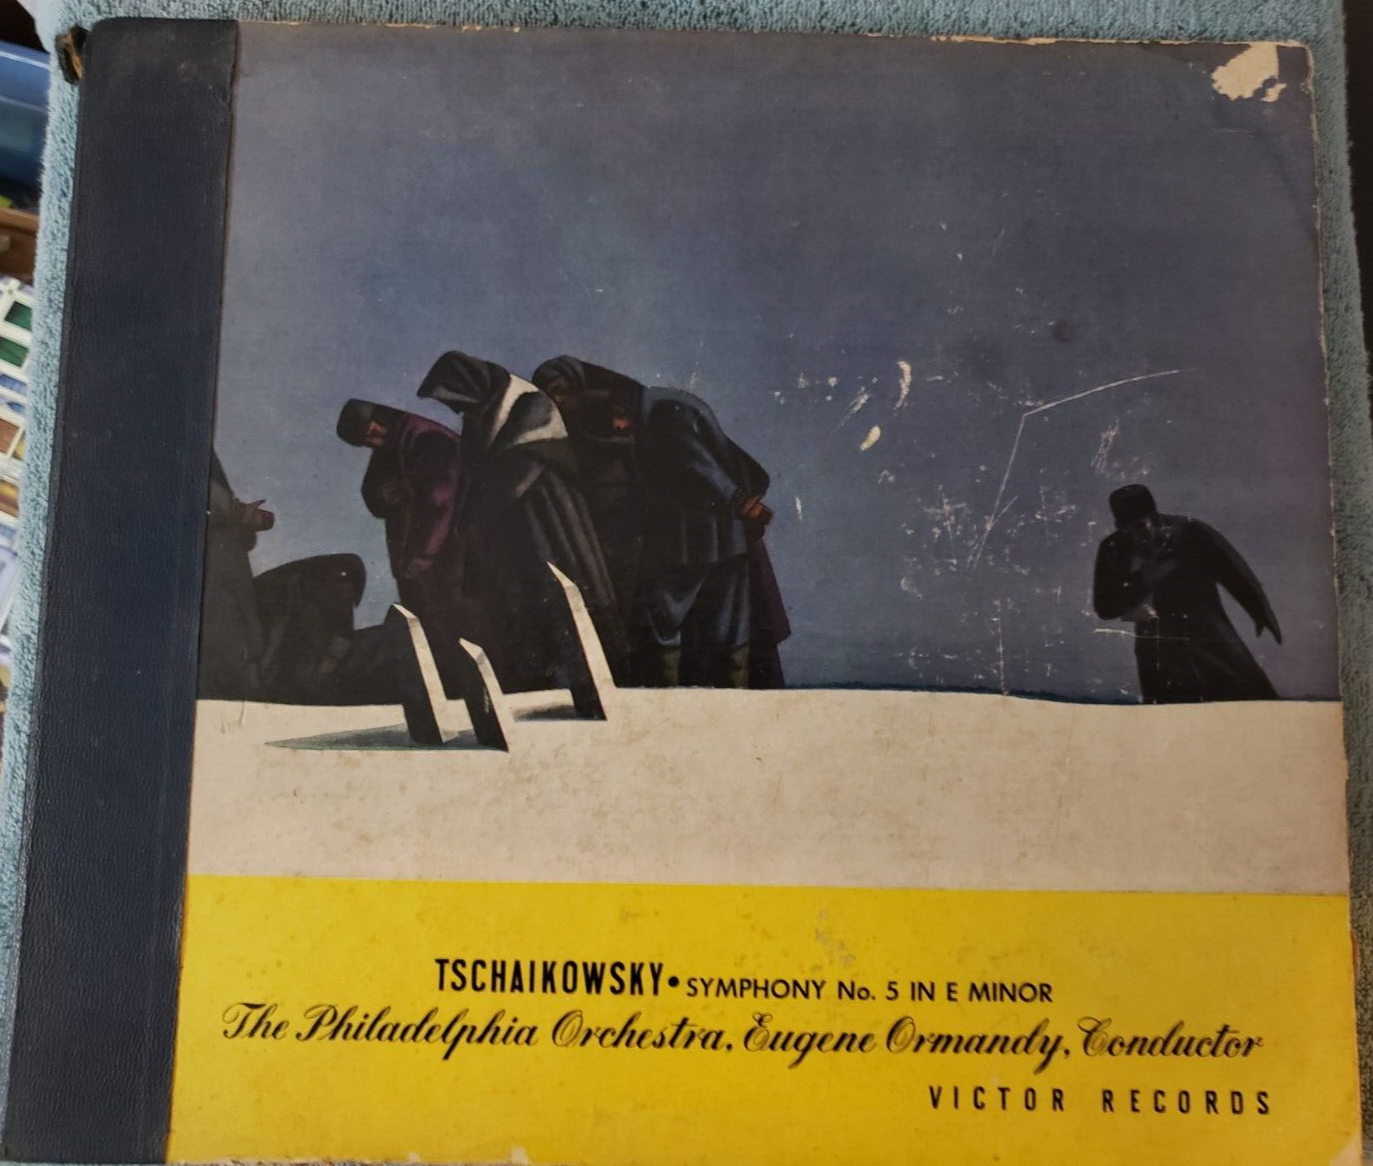 TSCHAIKOWSKY • SYMPHONY No. 5 IN E MINOR
The Philadelphia Orchestra, Eugene Ormandy, Conductor
VICTOR RECORDS